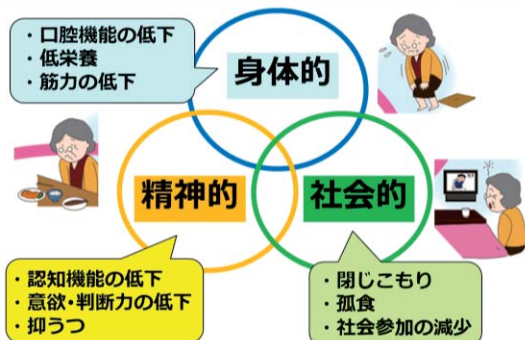 ・口腔機能の低下
・低栄養
・筋力の低下
身体的
精神的
社会的
・認知機能の低下
・意欲・判断力の低下
・抑うつ
・閉じこもり
・孤食
・社会参加の減少